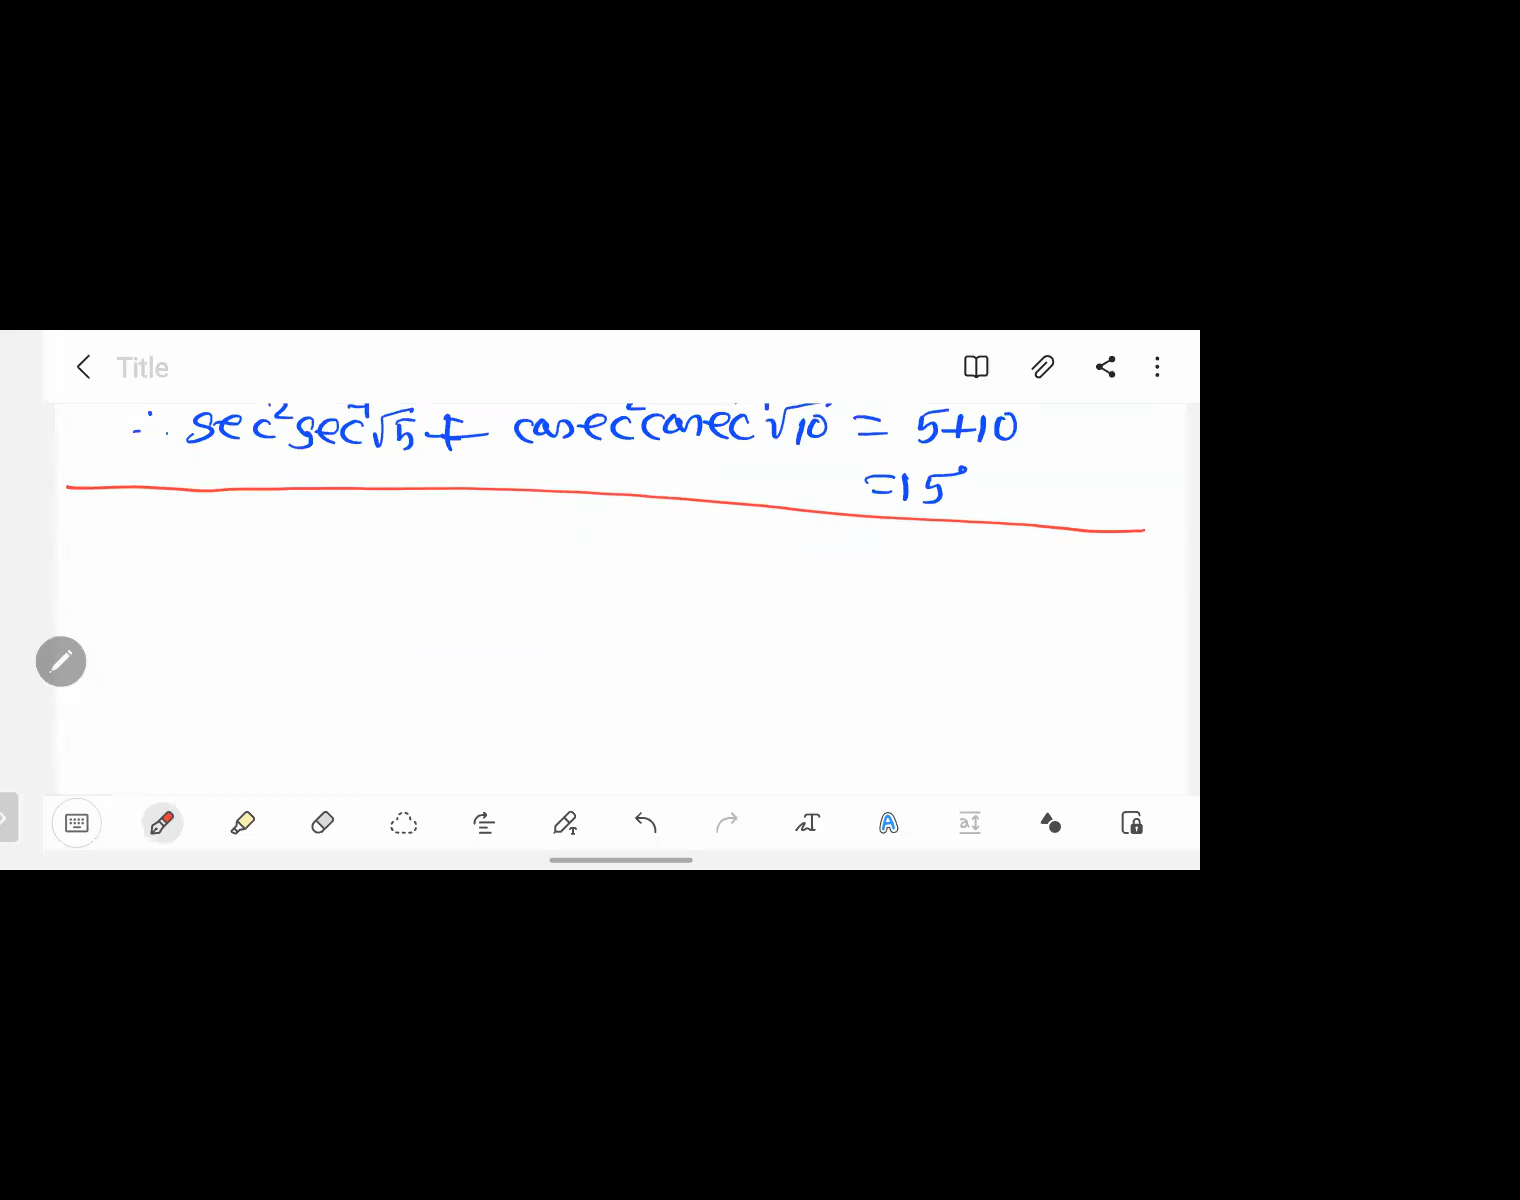 Title
∴ sec²sec⁻¹√5 + cosec²cosec⁻¹√10 = 5+10
=15